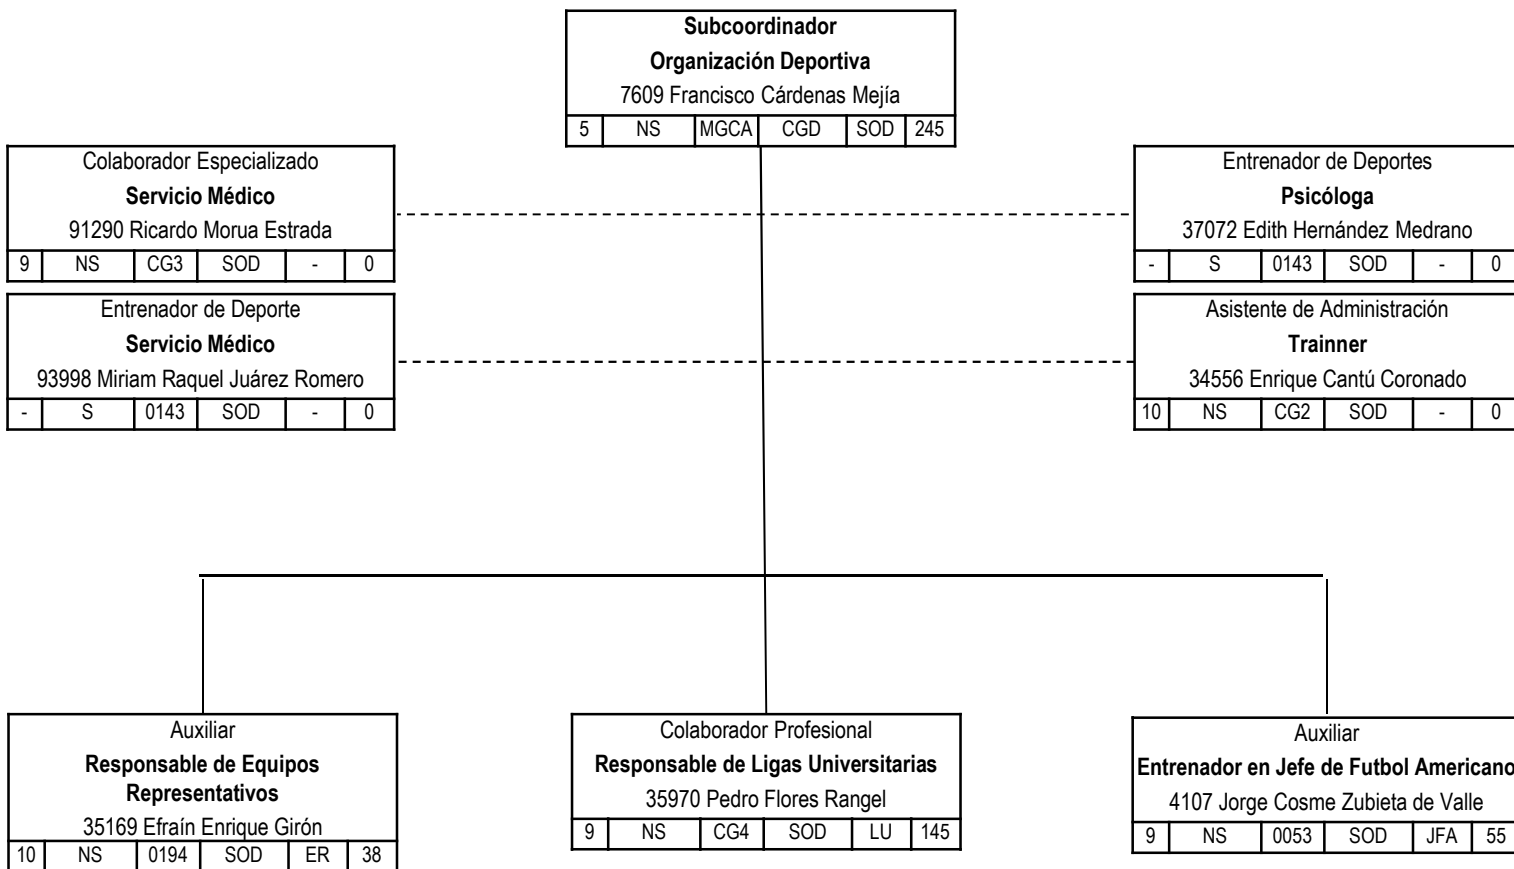 Subcoordinador
Organización Deportiva
7609 Francisco Cárdenas Mejía
5 NS MGCA CGD SOD 245
Colaborador Especializado
Servicio Médico
91290 Ricardo Morua Estrada
9 NS CG3 SOD - 0
Entrenador de Deportes
Psicóloga
37072 Edith Hernández Medrano
- S 0143 SOD - 0
Entrenador de Deporte
Servicio Médico
93998 Miriam Raquel Juárez Romero
- S 0143 SOD - 0
Asistente de Administración
Trainner
34556 Enrique Cantú Coronado
10 NS CG2 SOD - 0
Auxiliar
Responsable de Equipos
Representativos
35169 Efraín Enrique Girón
10 NS 0194 SOD ER 38
Colaborador Profesional
Responsable de Ligas Universitarias
35970 Pedro Flores Rangel
9 NS CG4 SOD LU 145
Auxiliar
Entrenador en Jefe de Futbol Americano
4107 Jorge Cosme Zubieta de Valle
9 NS 0053 SOD JFA 55